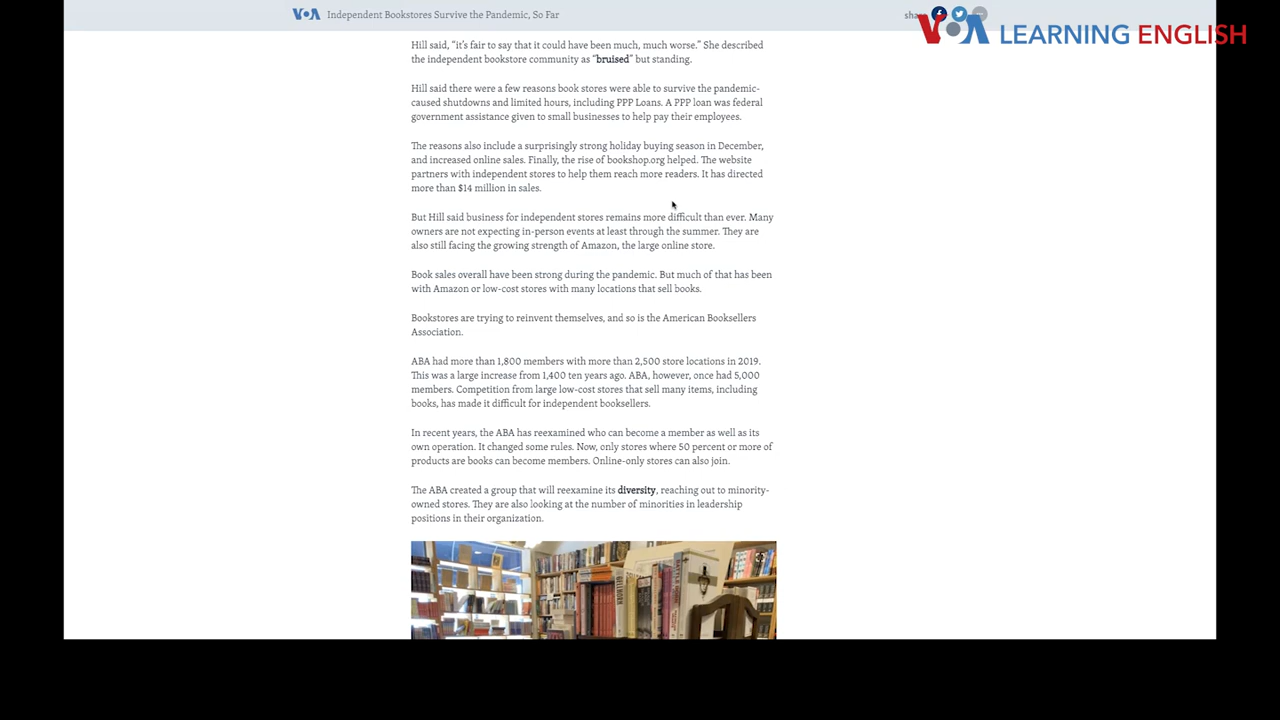 VOA Independent Bookstores Survive the Pandemic, So Far
VOA LEARNING ENGLISH
Hill said, “it’s fair to say that it could have been much, much worse.” She described
the independent bookstore community as “bruised” but standing.
Hill said there were a few reasons book stores were able to survive the pandemic-
caused shutdowns and limited hours, including PPP Loans. A PPP loan was federal
government assistance given to small businesses to help pay their employees.
The reasons also include a surprisingly strong holiday buying season in December,
and increased online sales. Finally, the rise of bookshop.org helped. The website
partners with independent stores to help them reach more readers. It has directed
more than $14 million in sales.
But Hill said business for independent stores remains more difficult than ever. Many
owners are not expecting in-person events at least through the summer. They are
also still facing the growing strength of Amazon, the large online store.
Book sales overall have been strong during the pandemic. But much of that has been
with Amazon or low-cost stores with many locations that sell books.
Bookstores are trying to reinvent themselves, and so is the American Booksellers
Association.
ABA had more than 1,800 members with more than 2,500 store locations in 2019.
This was a large increase from 1,400 ten years ago. ABA, however, once had 5,000
members. Competition from large low-cost stores that sell many items, including
books, has made it difficult for independent booksellers.
In recent years, the ABA has reexamined who can become a member as well as its
own operation. It changed some rules. Now, only stores where 50 percent or more of
products are books can become members. Online-only stores can also join.
The ABA created a group that will reexamine its diversity, reaching out to minority-
owned stores. They are also looking at the number of minorities in leadership
positions in their organization.